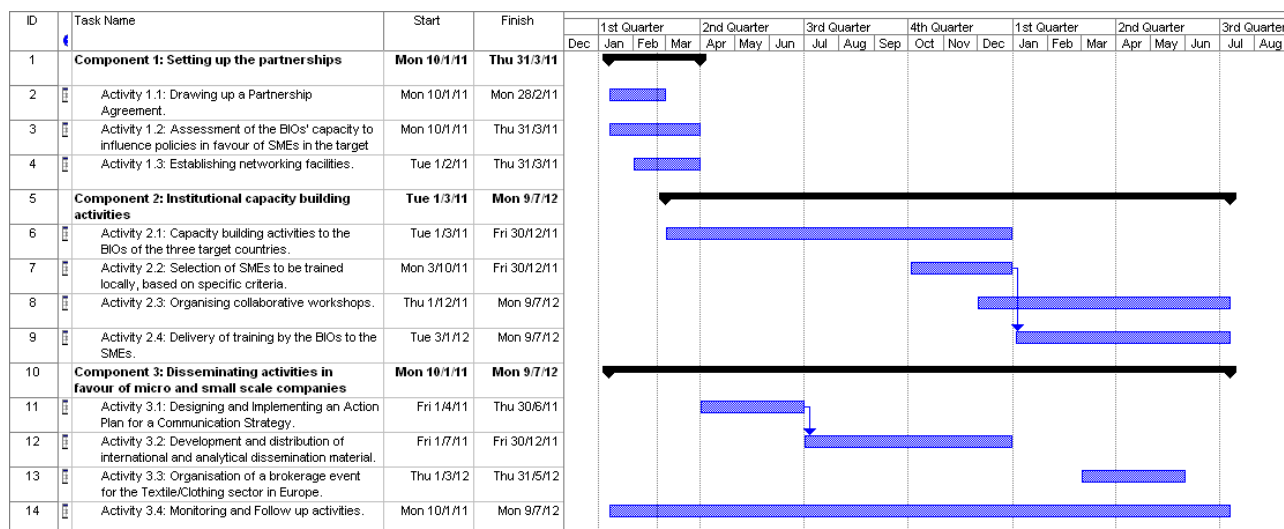 ID Task Name Start Finish
1st Quarter 2nd Quarter 3rd Quarter 4th Quarter 1st Quarter 2nd Quarter 3rd Quarter
Dec Jan Feb Mar Apr May Jun Jul Aug Sep Oct Nov Dec Jan Feb Mar Apr May Jun Jul Aug
1 Component 1: Setting up the partnerships Mon 10/1/11 Thu 31/3/11
2 Activity 1.1: Drawing up a Partnership Mon 10/1/11 Mon 28/2/11
Agreement.
3 Activity 1.2: Assessment of the BIOs' capacity to Mon 10/1/11 Thu 31/3/11
influence policies in favour of SMEs in the target
4 Activity 1.3: Establishing networking facilities. Tue 1/2/11 Thu 31/3/11
5 Component 2: Institutional capacity building Tue 1/3/11 Mon 9/7/12
activities
6 Activity 2.1: Capacity building activities to the Tue 1/3/11 Fri 30/12/11
BIOs of the three target countries.
7 Activity 2.2: Selection of SMEs to be trained Mon 3/10/11 Fri 30/12/11
locally, based on specific criteria.
8 Activity 2.3: Organising collaborative workshops. Thu 1/12/11 Mon 9/7/12
9 Activity 2.4: Delivery of training by the BIOs to the Tue 3/1/12 Mon 9/7/12
SMEs.
10 Component 3: Disseminating activities in Mon 10/1/11 Mon 9/7/12
favour of micro and small scale companies
11 Activity 3.1: Designing and Implementing an Action Fri 1/4/11 Thu 30/6/11
Plan for a Communication Strategy.
12 Activity 3.2: Development and distribution of Fri 1/7/11 Fri 30/12/11
international and analytical dissemination material.
13 Activity 3.3: Organisation of a brokerage event Thu 1/3/12 Thu 31/5/12
for the Textile/Clothing sector in Europe.
14 Activity 3.4: Monitoring and Follow up activities. Mon 10/1/11 Mon 9/7/12